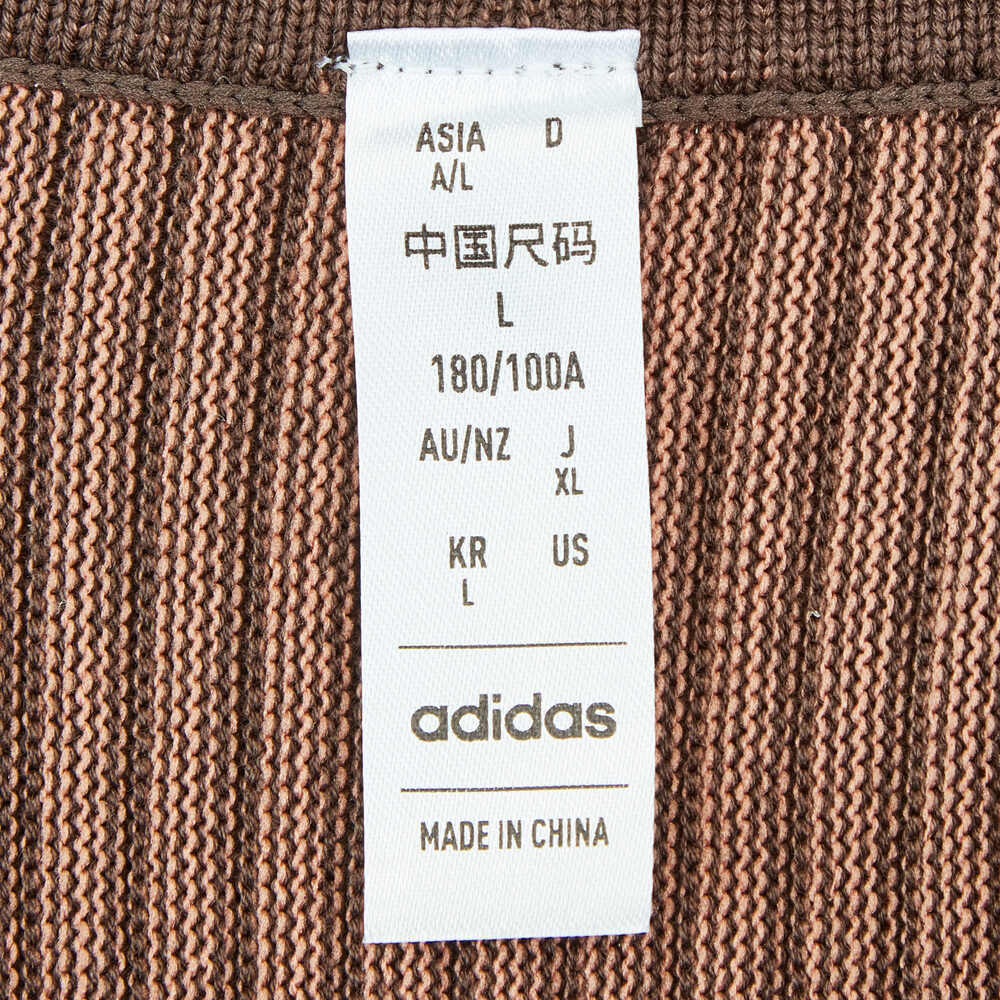 ASIA D
A/L
中国尺码
L
180/100A
AU/NZ J
XL
KR US
L
adidas
MADE IN CHINA